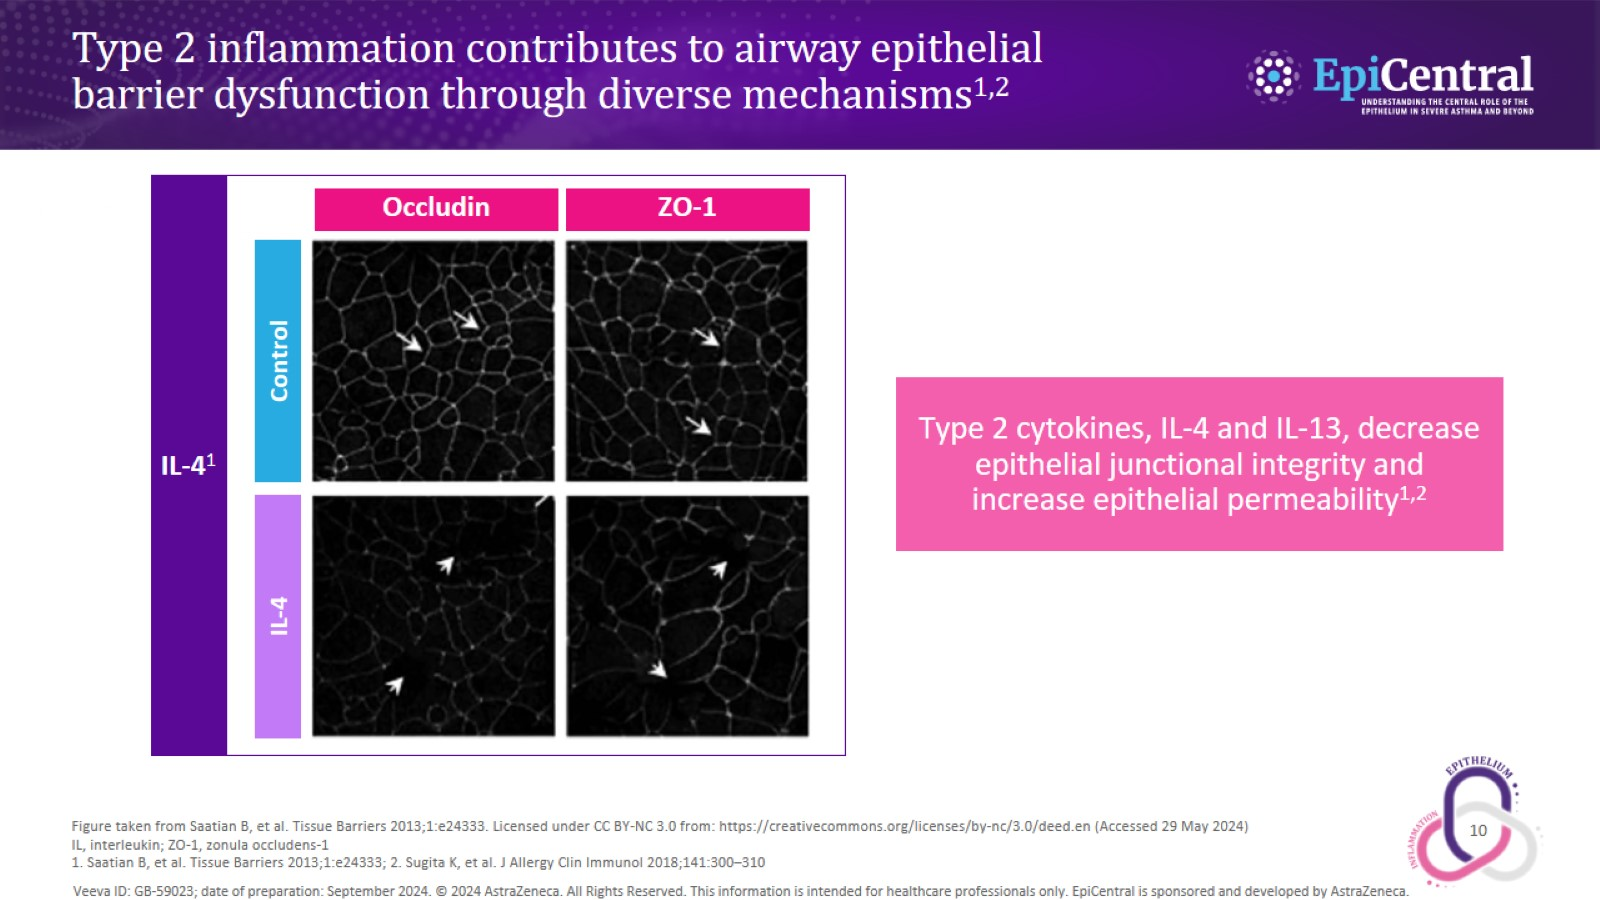 Type 2 inflammation contributes to airway epithelial
barrier dysfunction through diverse mechanisms1,2
EpiCentral
UNDERSTANDING THE CENTRAL ROLE OF THE
EPITHELIUM IN SEVERE ASTHMA AND BEYOND
Occludin
ZO-1
Control
IL-41
IL-4
Type 2 cytokines, IL-4 and IL-13, decrease
epithelial junctional integrity and
increase epithelial permeability1,2
EPITHELIUM
INFLAMMATION
10
Figure taken from Saatian B, et al. Tissue Barriers 2013;1:e24333. Licensed under CC BY-NC 3.0 from: https://creativecommons.org/licenses/by-nc/3.0/deed.en (Accessed 29 May 2024)
IL, interleukin; ZO-1, zonula occludens-1
1. Saatian B, et al. Tissue Barriers 2013;1:e24333; 2. Sugita K, et al. J Allergy Clin Immunol 2018;141:300–310
Veeva ID: GB-59023; date of preparation: September 2024. © 2024 AstraZeneca. All Rights Reserved. This information is intended for healthcare professionals only. EpiCentral is sponsored and developed by AstraZeneca.